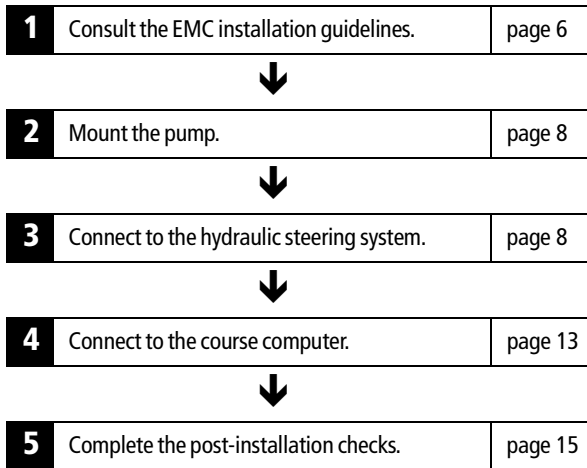 1 Consult the EMC installation guidelines. page 6
2 Mount the pump. page 8
3 Connect to the hydraulic steering system. page 8
4 Connect to the course computer. page 13
5 Complete the post-installation checks. page 15